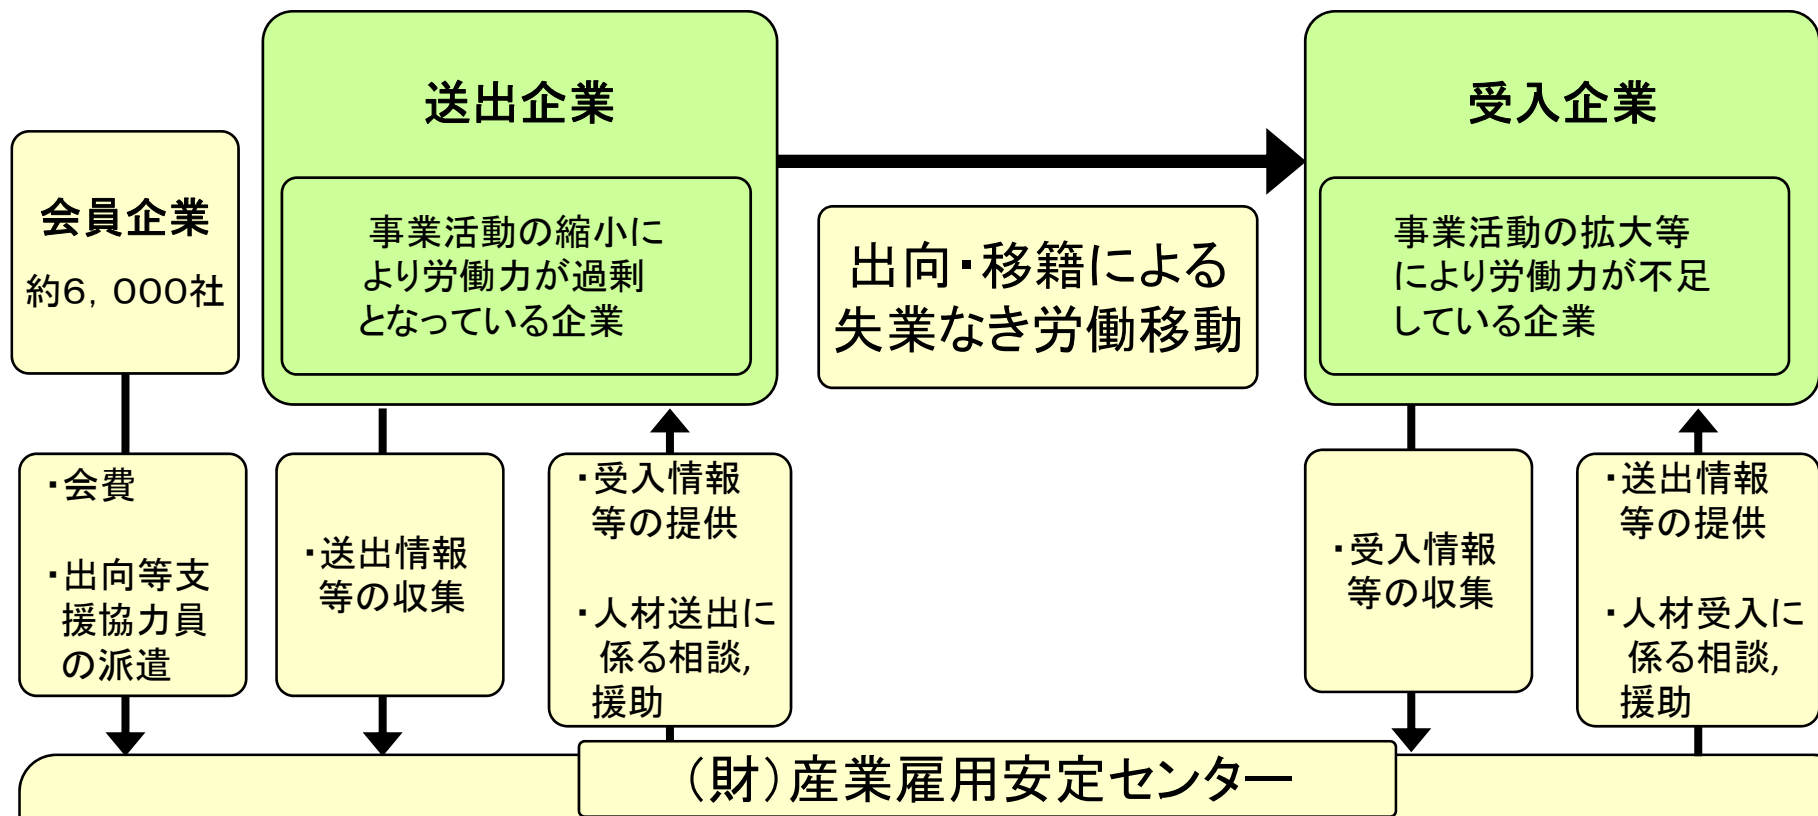 会員企業
約6，000社
送出企業
事業活動の縮小に
より労働力が過剰
となっている企業
出向・移籍による
失業なき労働移動
受入企業
事業活動の拡大等
により労働力が不足
している企業
・会費
・出向等支
援協力員
の派遣
・送出情報
等の収集
・受入情報
等の提供
・人材送出に
係る相談，
援助
・受入情報
等の収集
・送出情報
等の提供
・人材受入に
係る相談，
援助
（財）産業雇用安定センター